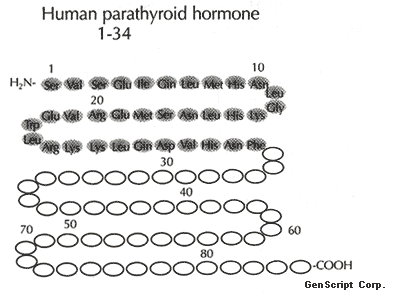 Human parathyroid hormone
1-34
1 10
H₂N- Ser Val Ser Glu Ile Gln Leu Met His Asn
Leu
20
Gly
Glu Val Arg Glu Met Ser Asn Leu His Lys
Trp
Leu
Arg Lys Lys Leu Gln Asp Val His Asn Phe
30
40
50
60
70
80
-COOH
GenScript Corp.